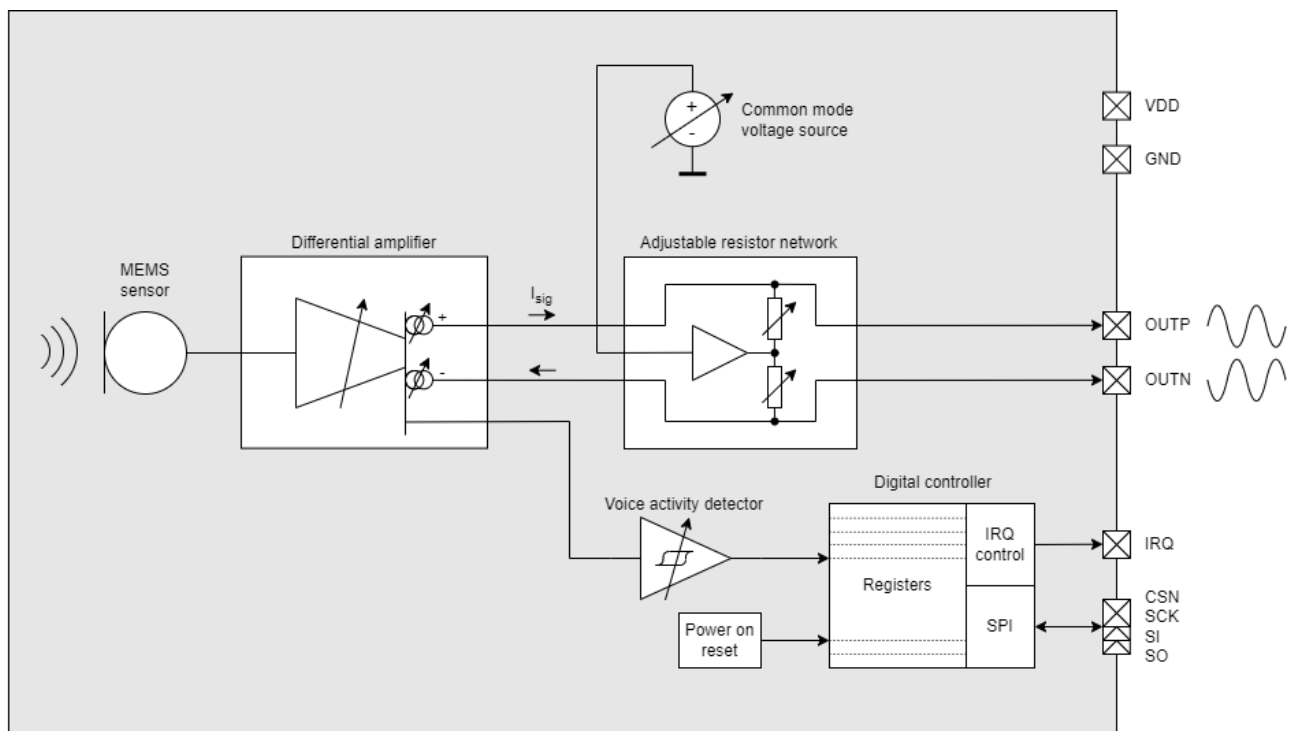 +
-
Common mode
voltage source
VDD
GND
Differential amplifier
Adjustable resistor network
MEMS
sensor
I_sig
+
-
OUTP
OUTN
Voice activity detector
Digital controller
IRQ
control
IRQ
Registers
CSN
SCK
SPI
SI
SO
Power on
reset